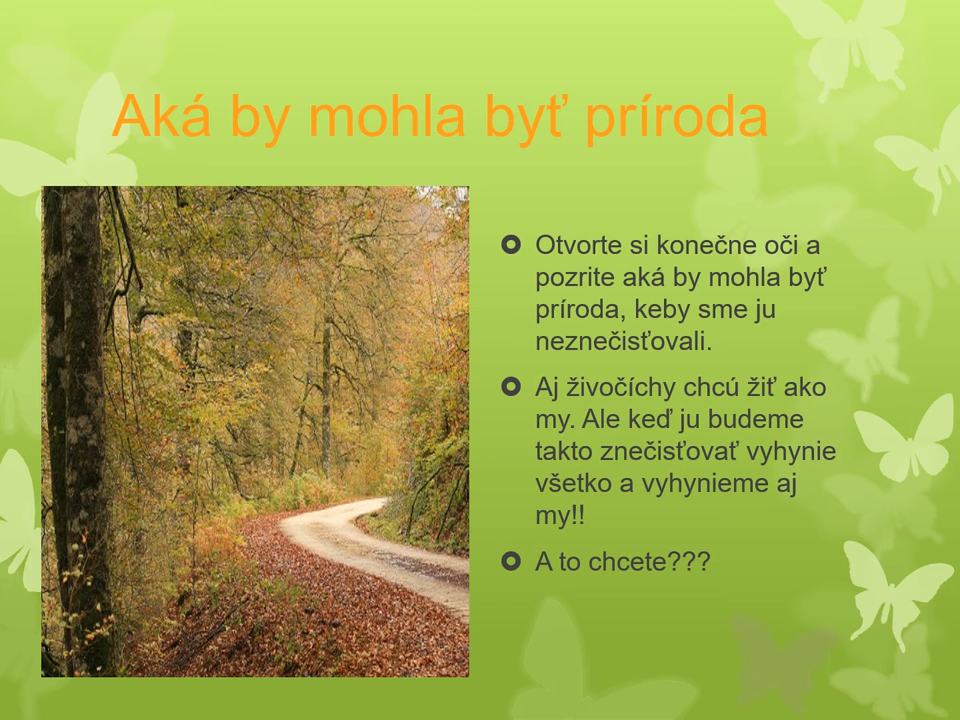 Aká by mohla byť príroda
Otvorte si konečne oči a
pozrite aká by mohla byť
príroda, keby sme ju
neznečisťovali.
Aj živočíchy chcú žiť ako
my. Ale keď ju budeme
takto znečisťovať vyhynie
všetko a vyhynieme aj
my!!
A to chcete???